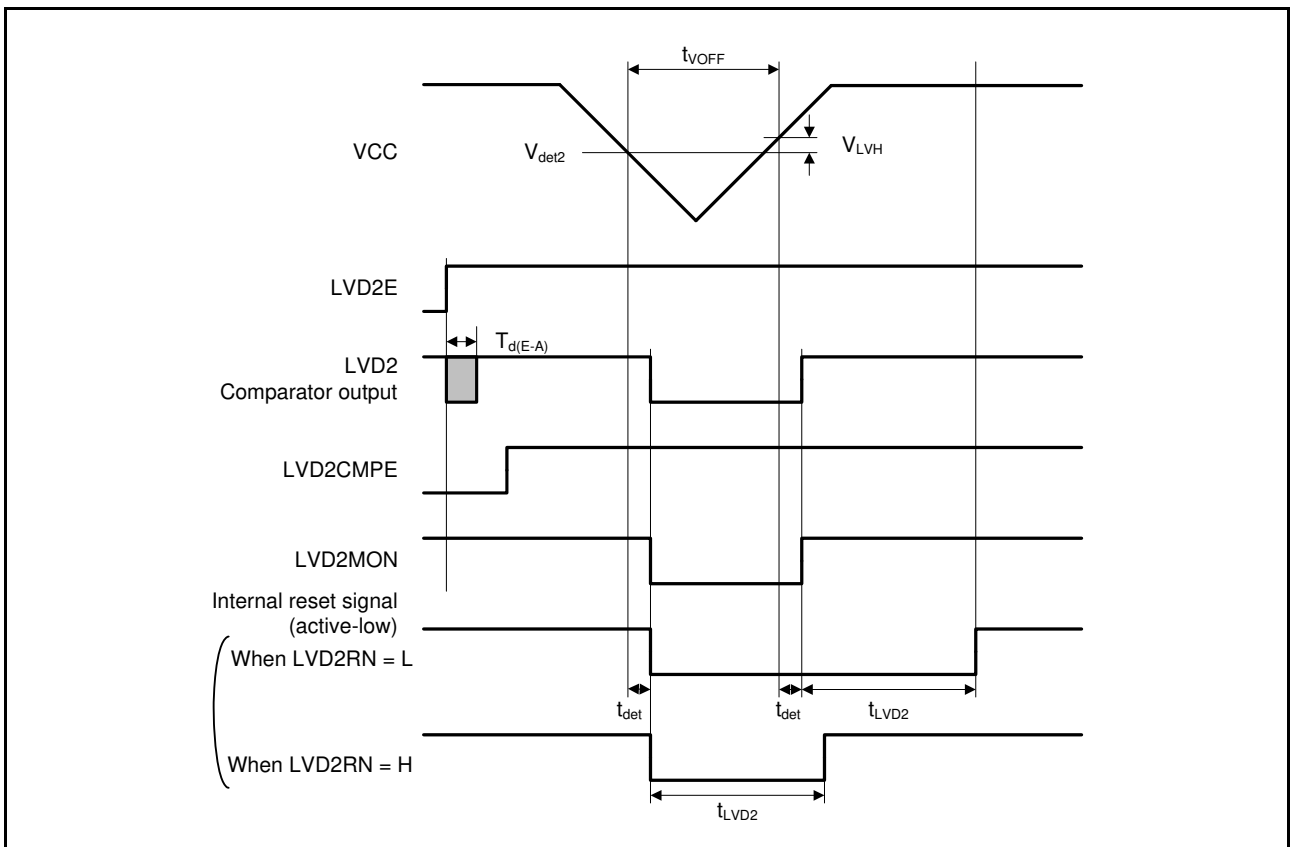 tVOFF
VCC
Vdet2
VLVH
LVD2E
Td(E-A)
LVD2
Comparator output
LVD2CMPE
LVD2MON
Internal reset signal
(active-low)
When LVD2RN = L
tdet
tdet
tLVD2
When LVD2RN = H
tLVD2